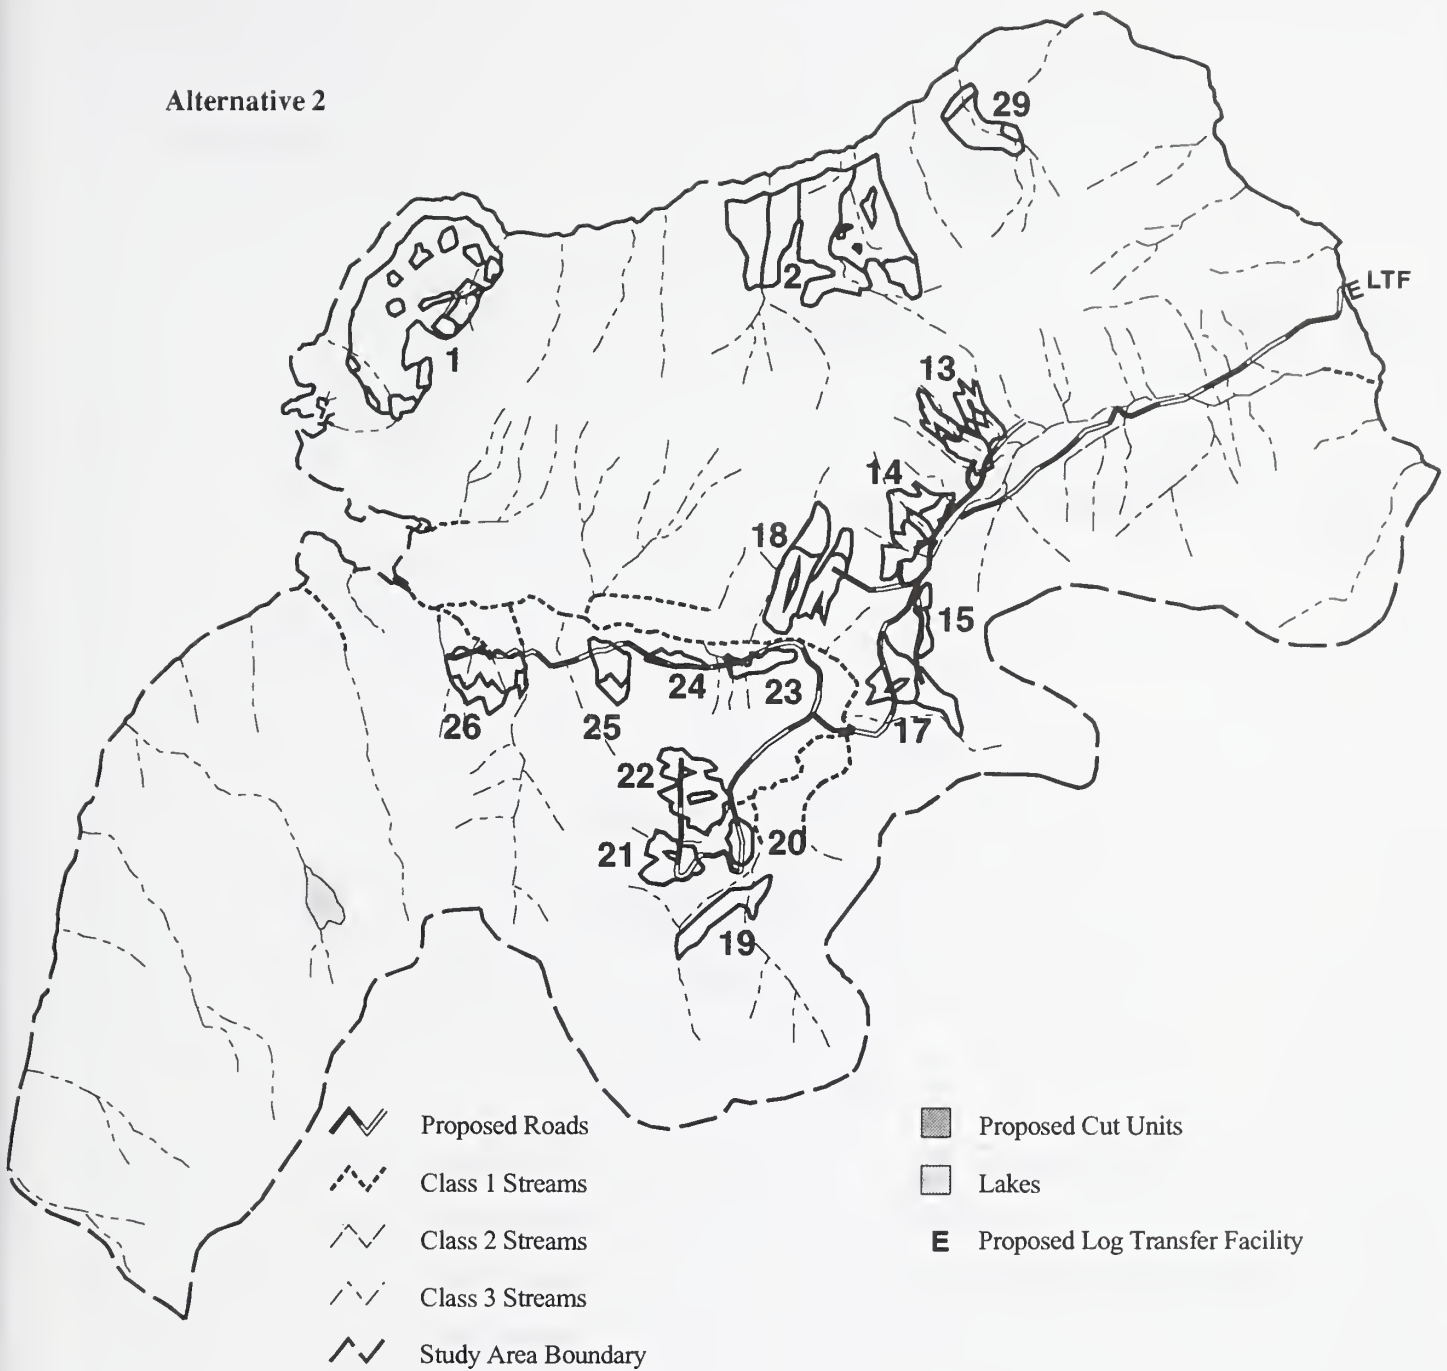 Alternative 2
29
2
E LTF
1
13
14
18
15
24
23
26
25
17
22
21
20
19
Proposed Roads
Class 1 Streams
Class 2 Streams
Class 3 Streams
Study Area Boundary
Proposed Cut Units
Lakes
E Proposed Log Transfer Facility